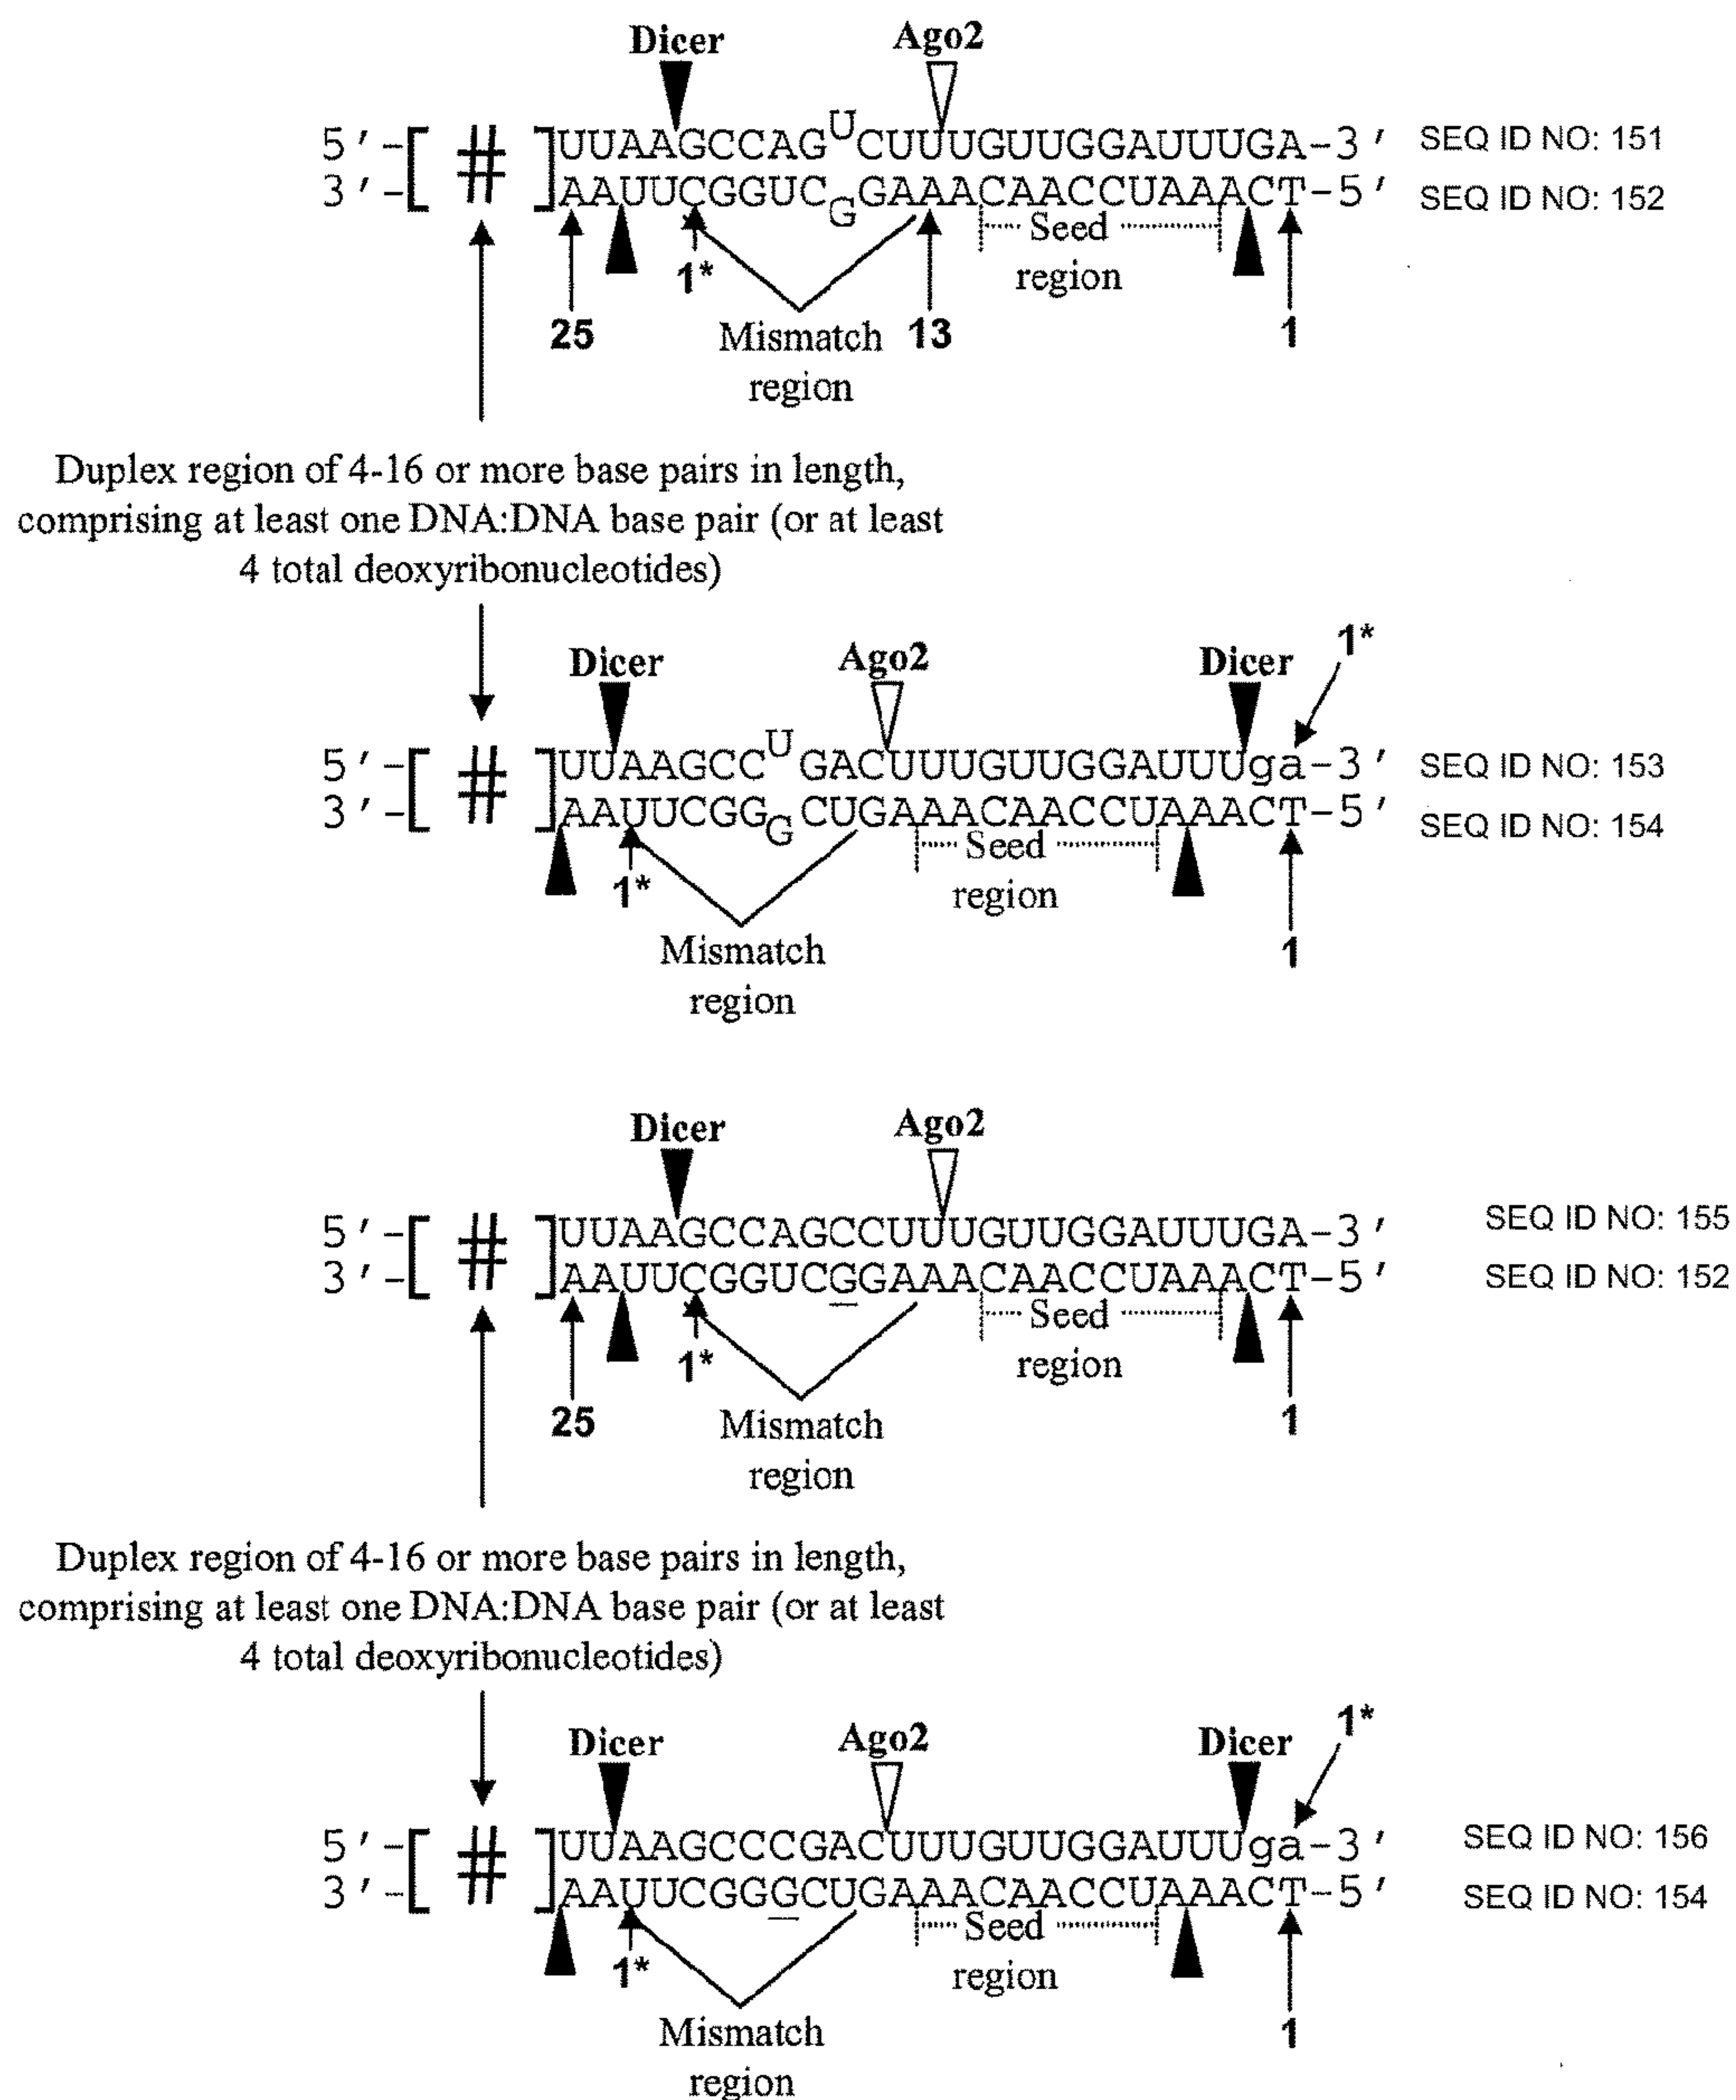 Dicer Ago2
5'-[ # ]UUAAGCCAGUCUUUGUUGGAUUUGA-3' SEQ ID NO: 151
3'-[ # ]AAUUCGGUCGGAAACAACCUAAACT-5' SEQ ID NO: 152
Seed
1* region
25 Mismatch 13 1
region
Duplex region of 4-16 or more base pairs in length,
comprising at least one DNA:DNA base pair (or at least
4 total deoxyribonucleotides)
1*
Dicer Ago2 Dicer
5'-[ # ]UUAAGCCUGACUUUGUUGGAUUUga-3' SEQ ID NO: 153
3'-[ # ]AAUUCGGGCUGAAACAACCUAAACT-5' SEQ ID NO: 154
Seed
1* region
Mismatch 1
region
Dicer Ago2
5'-[ # ]UUAAGCCAGCCUUUGUUGGAUUUGA-3' SEQ ID NO: 155
3'-[ # ]AAUUCGGUCGGAAACAACCUAAACT-5' SEQ ID NO: 152
Seed
1* region
25 Mismatch 1
region
Duplex region of 4-16 or more base pairs in length,
comprising at least one DNA:DNA base pair (or at least
4 total deoxyribonucleotides)
1*
Dicer Ago2 Dicer
5'-[ # ]UUAAGCCCGACUUUGUUGGAUUUga-3' SEQ ID NO: 156
3'-[ # ]AAUUCGGGCUGAAACAACCUAAACT-5' SEQ ID NO: 154
Seed
1* region
Mismatch 1
region